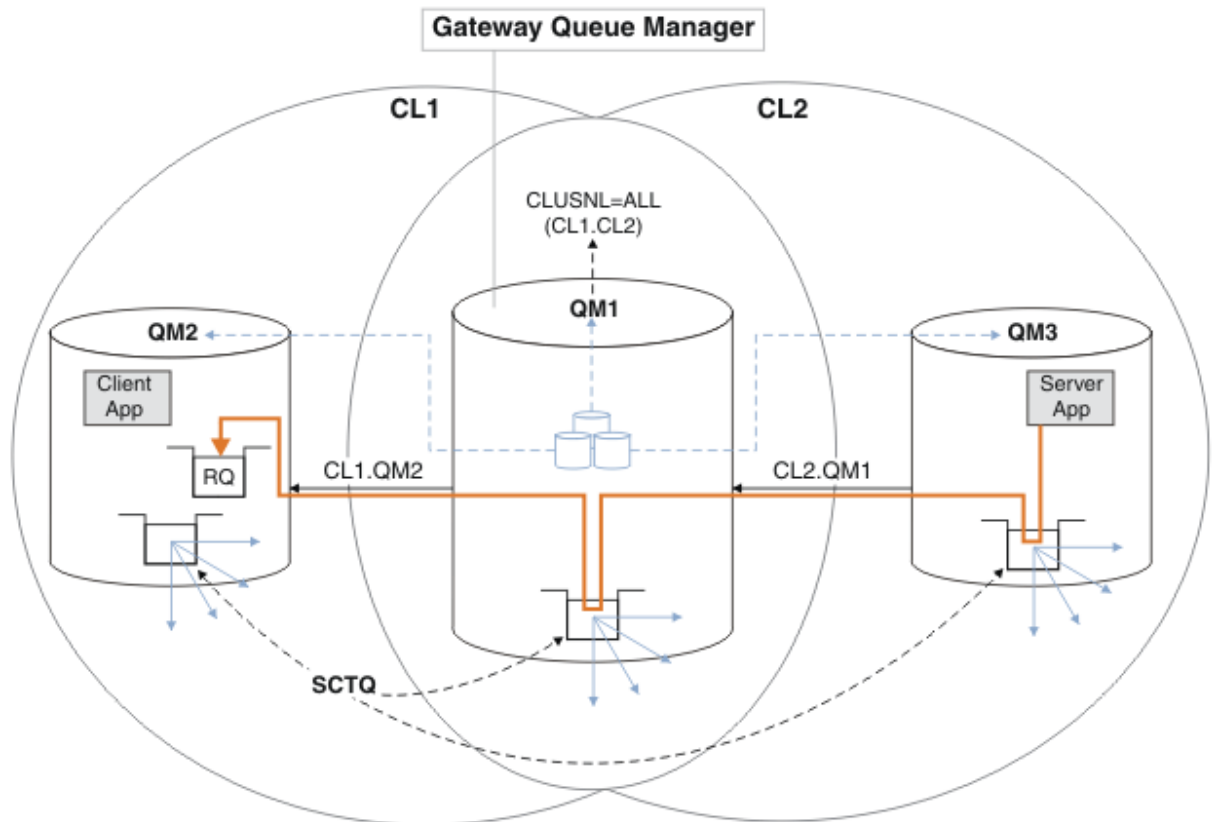 Gateway Queue Manager
CL1
CL2
CLUSNL=ALL
(CL1.CL2)
QM1
QM2
QM3
Client
App
Server
App
RQ
CL1.QM2
CL2.QM1
SCTQ